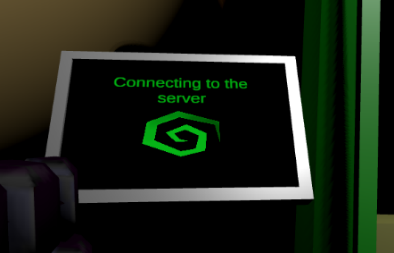 Connecting to the
server